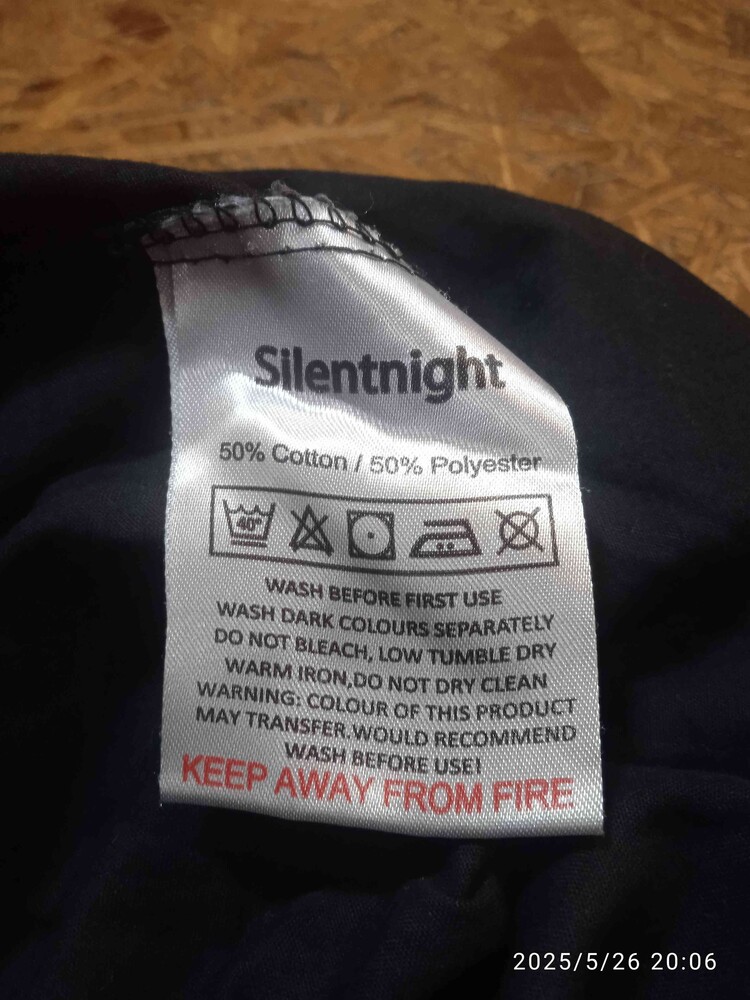 Silentnight
50% Cotton / 50% Polyester
40°
WASH BEFORE FIRST USE
WASH DARK COLOURS SEPARATELY
DO NOT BLEACH, LOW TUMBLE DRY
WARM IRON,DO NOT DRY CLEAN
WARNING: COLOUR OF THIS PRODUCT
MAY TRANSFER.WOULD RECOMMEND
WASH BEFORE USE!
KEEP AWAY FROM FIRE
2025/5/26 20:06